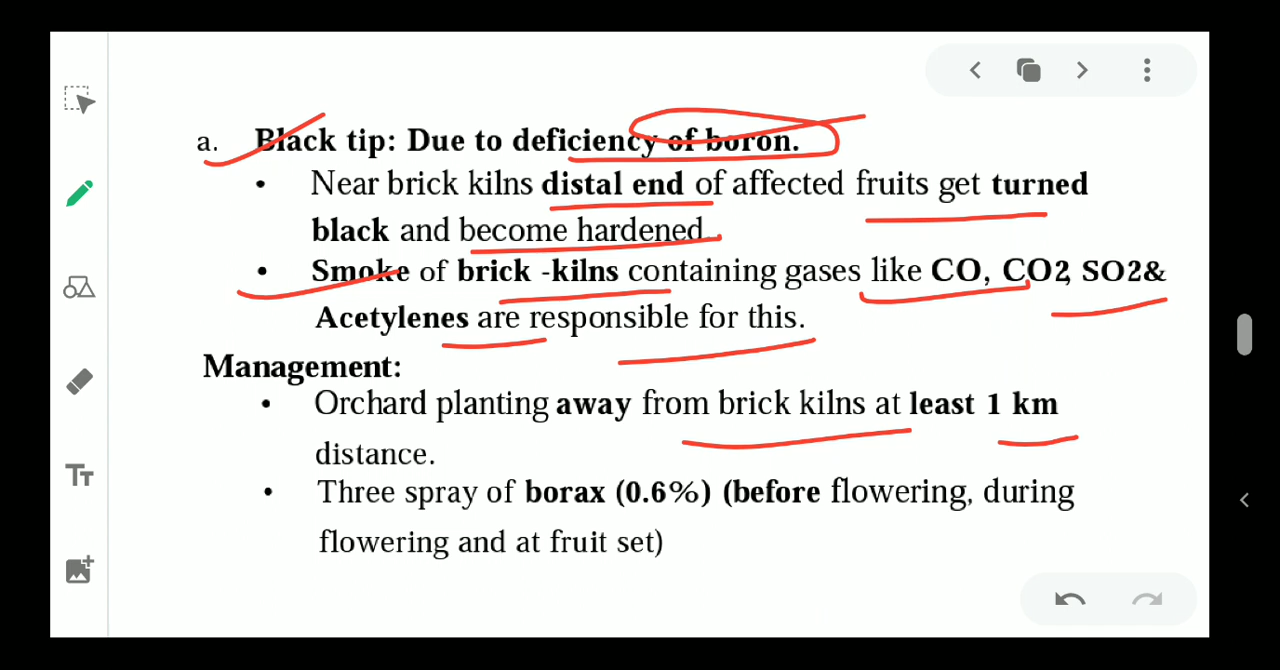 a. Black tip: Due to deficiency of boron.
• Near brick kilns distal end of affected fruits get turned
black and become hardened.
• Smoke of brick -kilns containing gases like CO, CO2, SO2&
Acetylenes are responsible for this.
Management:
• Orchard planting away from brick kilns at least 1 km
distance.
• Three spray of borax (0.6%) (before flowering, during
flowering and at fruit set)
Tт